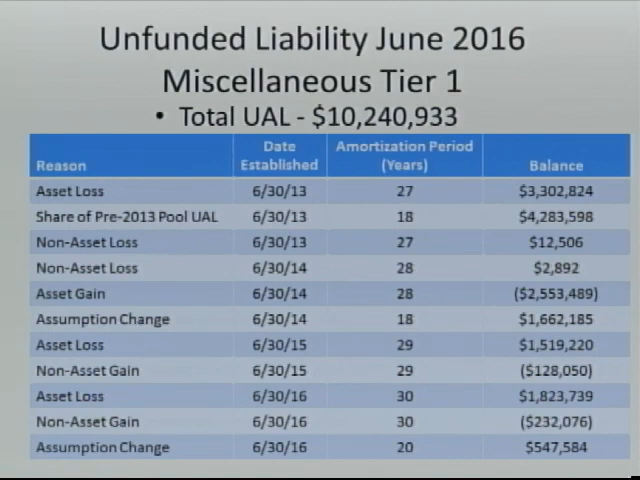 Unfunded Liability June 2016
Miscellaneous Tier 1
• Total UAL - $10,240,933
Reason Date Established Amortization Period (Years) Balance
Asset Loss 6/30/13 27 $3,302,824
Share of Pre-2013 Pool UAL 6/30/13 18 $4,283,598
Non-Asset Loss 6/30/13 27 $12,506
Non-Asset Loss 6/30/14 28 $2,892
Asset Gain 6/30/14 28 ($2,553,489)
Assumption Change 6/30/14 18 $1,662,185
Asset Loss 6/30/15 29 $1,519,220
Non-Asset Gain 6/30/15 29 ($128,050)
Asset Loss 6/30/16 30 $1,823,739
Non-Asset Gain 6/30/16 30 ($232,076)
Assumption Change 6/30/16 20 $547,584